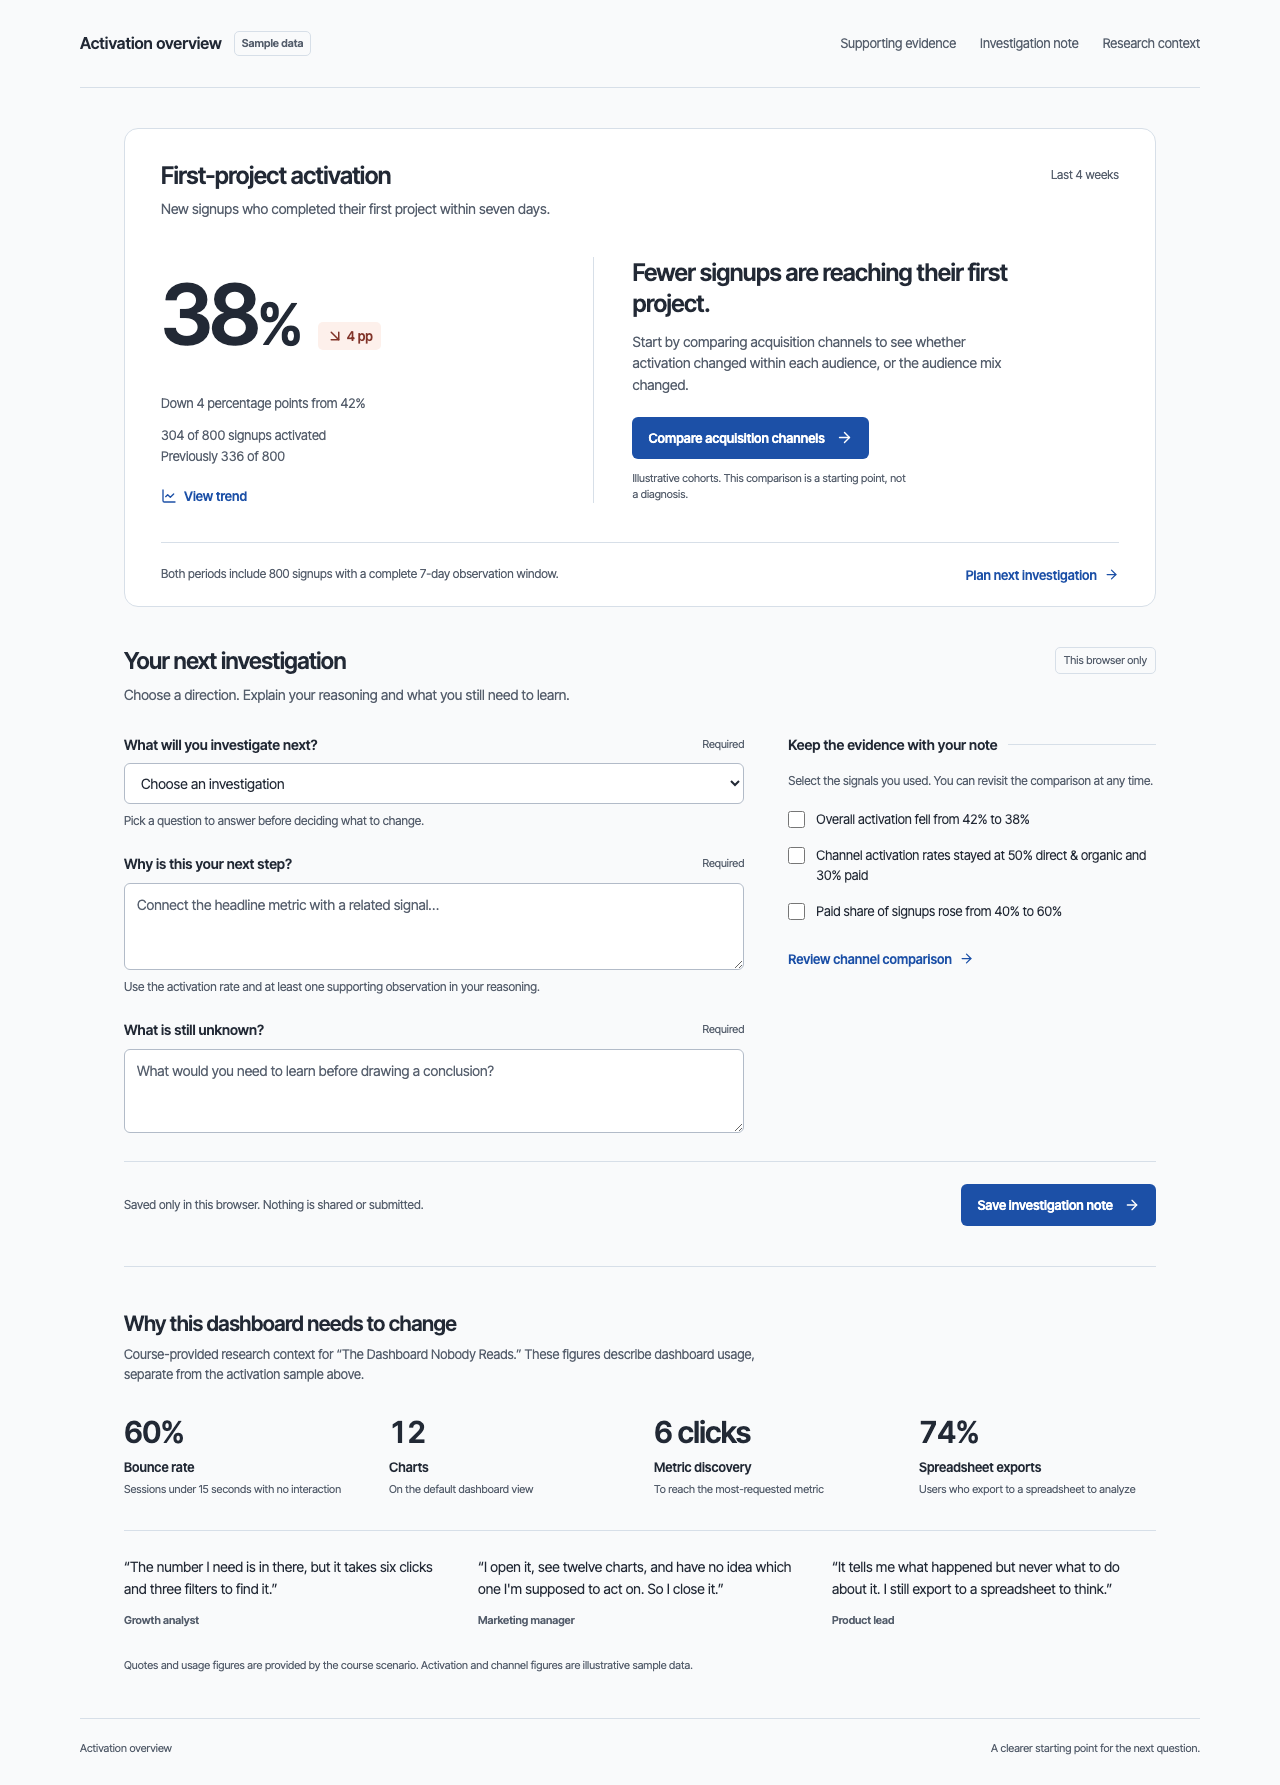 Activation overview
Sample data
Supporting evidence
Investigation note
Research context
First-project activation
Last 4 weeks
New signups who completed their first project within seven days.
38%
4 pp
Down 4 percentage points from 42%
304 of 800 signups activated
Previously 336 of 800
View trend
Fewer signups are reaching their first
project.
Start by comparing acquisition channels to see whether
activation changed within each audience, or the audience mix
changed.
Compare acquisition channels
Illustrative cohorts. This comparison is a starting point, not
a diagnosis.
Both periods include 800 signups with a complete 7-day observation window.
Plan next investigation
Your next investigation
This browser only
Choose a direction. Explain your reasoning and what you still need to learn.
What will you investigate next?
Required
Choose an investigation
Pick a question to answer before deciding what to change.
Why is this your next step?
Required
Connect the headline metric with a related signal...
Use the activation rate and at least one supporting observation in your reasoning.
What is still unknown?
Required
What would you need to learn before drawing a conclusion?
Keep the evidence with your note
Select the signals you used. You can revisit the comparison at any time.
Overall activation fell from 42% to 38%
Channel activation rates stayed at 50% direct & organic and
30% paid
Paid share of signups rose from 40% to 60%
Review channel comparison
Saved only in this browser. Nothing is shared or submitted.
Save investigation note
Why this dashboard needs to change
Course-provided research context for “The Dashboard Nobody Reads.” These figures describe dashboard usage,
separate from the activation sample above.
60%
Bounce rate
Sessions under 15 seconds with no interaction
12
Charts
On the default dashboard view
6 clicks
Metric discovery
To reach the most-requested metric
74%
Spreadsheet exports
Users who export to a spreadsheet to analyze
“The number I need is in there, but it takes six clicks
and three filters to find it.”
Growth analyst
“I open it, see twelve charts, and have no idea which
one I'm supposed to act on. So I close it.”
Marketing manager
“It tells me what happened but never what to do
about it. I still export to a spreadsheet to think.”
Product lead
Quotes and usage figures are provided by the course scenario. Activation and channel figures are illustrative sample data.
Activation overview
A clearer starting point for the next question.